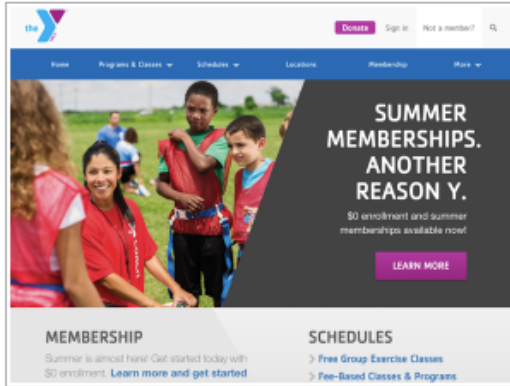 the Y
Donate Sign in Not a member?
Home Programs & Classes Schedules Locations Membership More
SUMMER
MEMBERSHIPS.
ANOTHER
REASON Y.
$0 enrollment and summer
memberships available now!
LEARN MORE
MEMBERSHIP
Summer is almost here! Get started today with
$0 enrollment. Learn more and get started
SCHEDULES
> Free Group Exercise Classes
> Fee-Based Classes & Programs